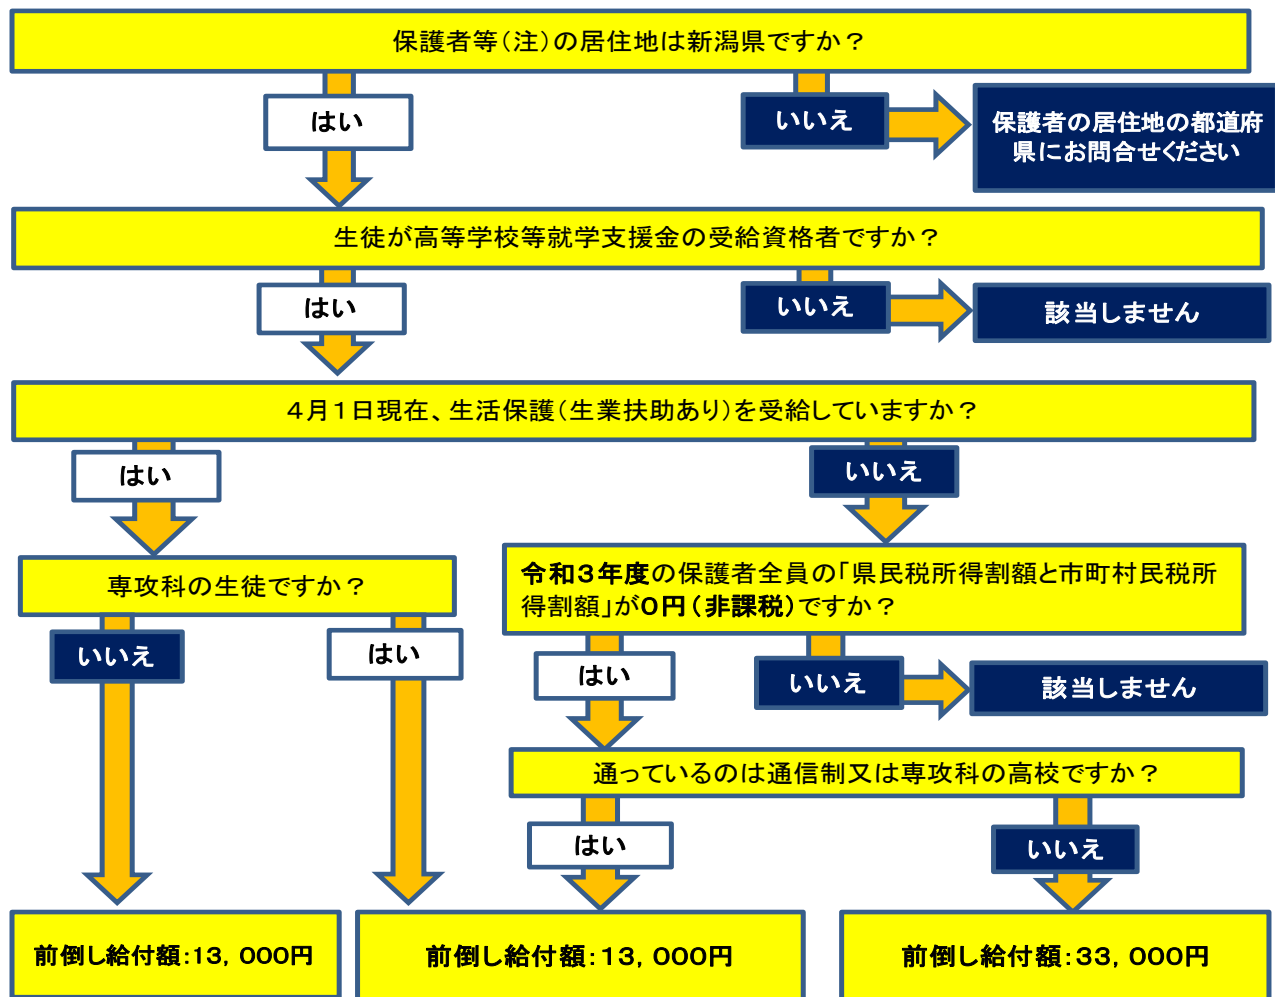 保護者等（注）の居住地は新潟県ですか？
はい
いいえ
保護者の居住地の都道府
県にお問合せください
生徒が高等学校等就学支援金の受給資格者ですか？
はい
いいえ
該当しません
４月１日現在、生活保護（生業扶助あり）を受給していますか？
はい
いいえ
専攻科の生徒ですか？
令和３年度の保護者全員の「県民税所得割額と市町村民税所
得割額」が０円（非課税）ですか？
いいえ
はい
はい
いいえ
該当しません
通っているのは通信制又は専攻科の高校ですか？
はい
いいえ
前倒し給付額：13，000円
前倒し給付額：13，000円
前倒し給付額：33，000円